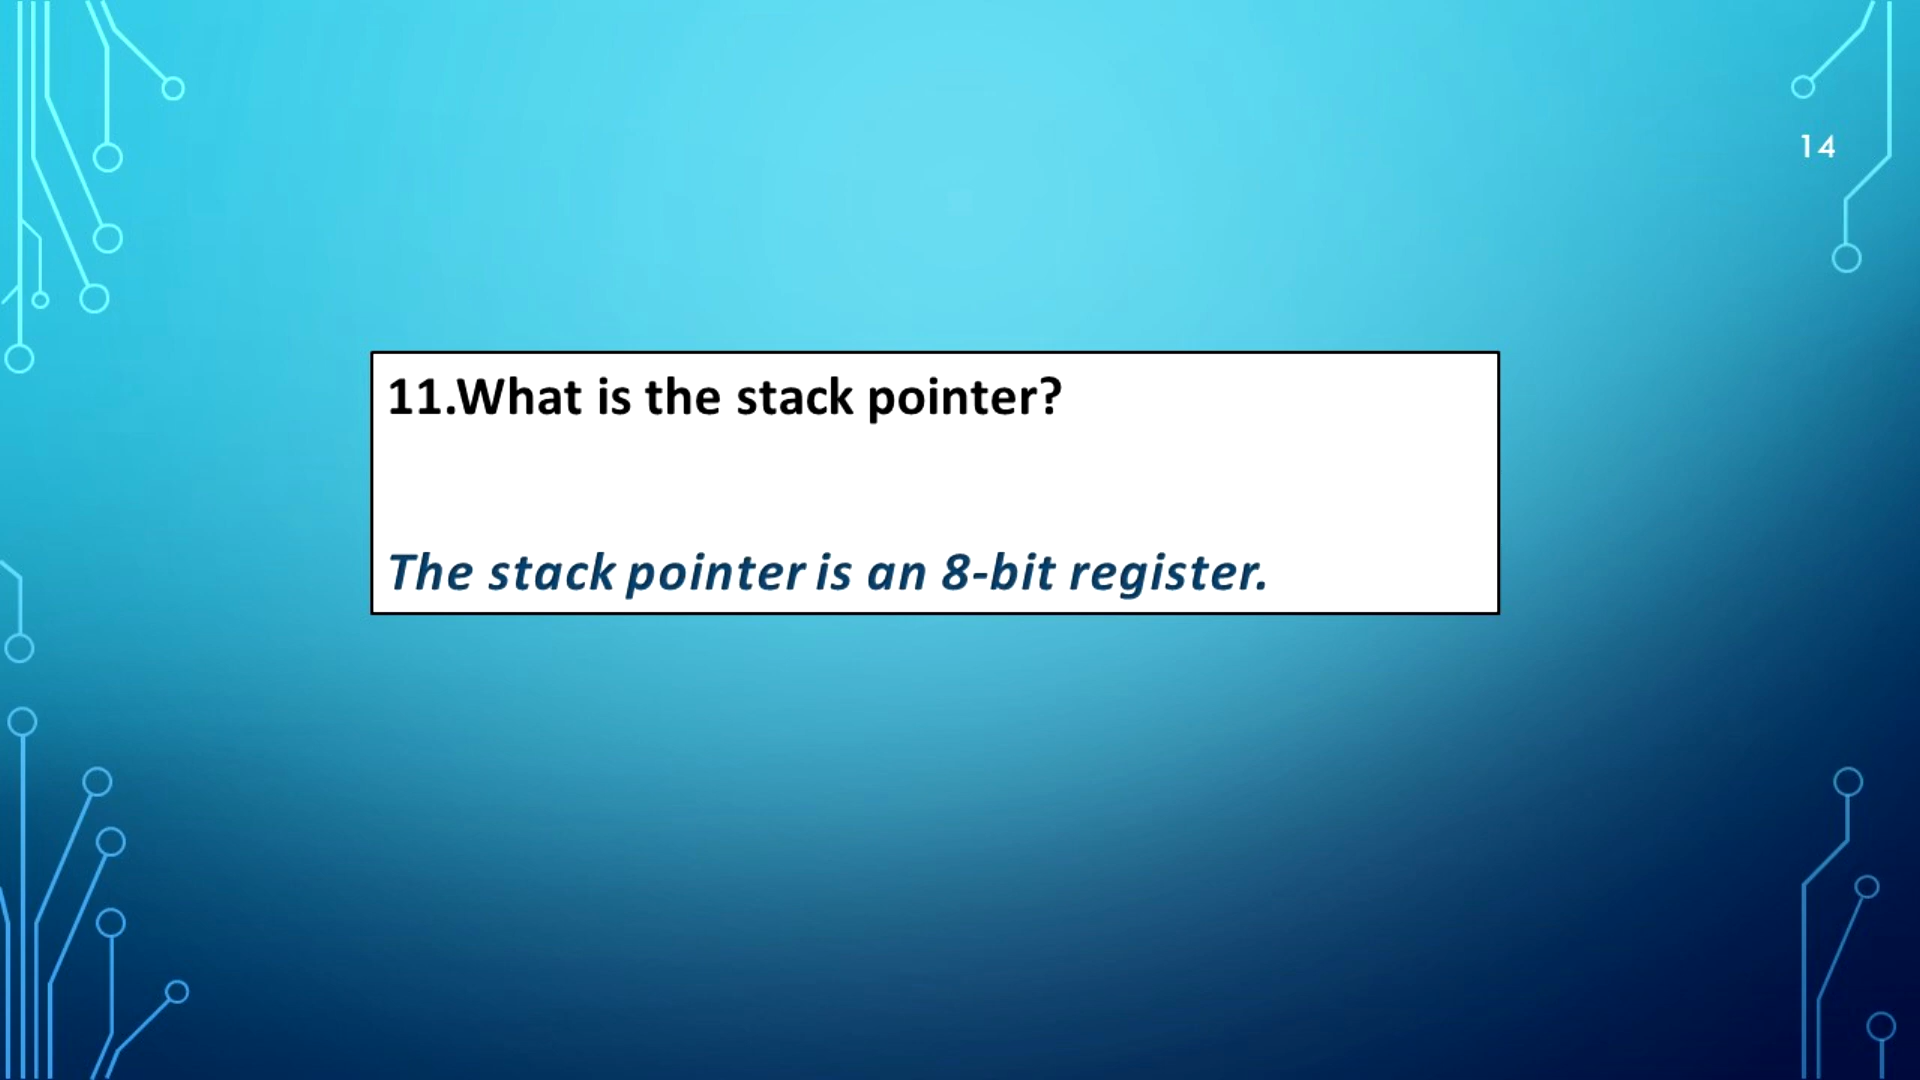 14
11.What is the stack pointer?
The stack pointer is an 8-bit register.